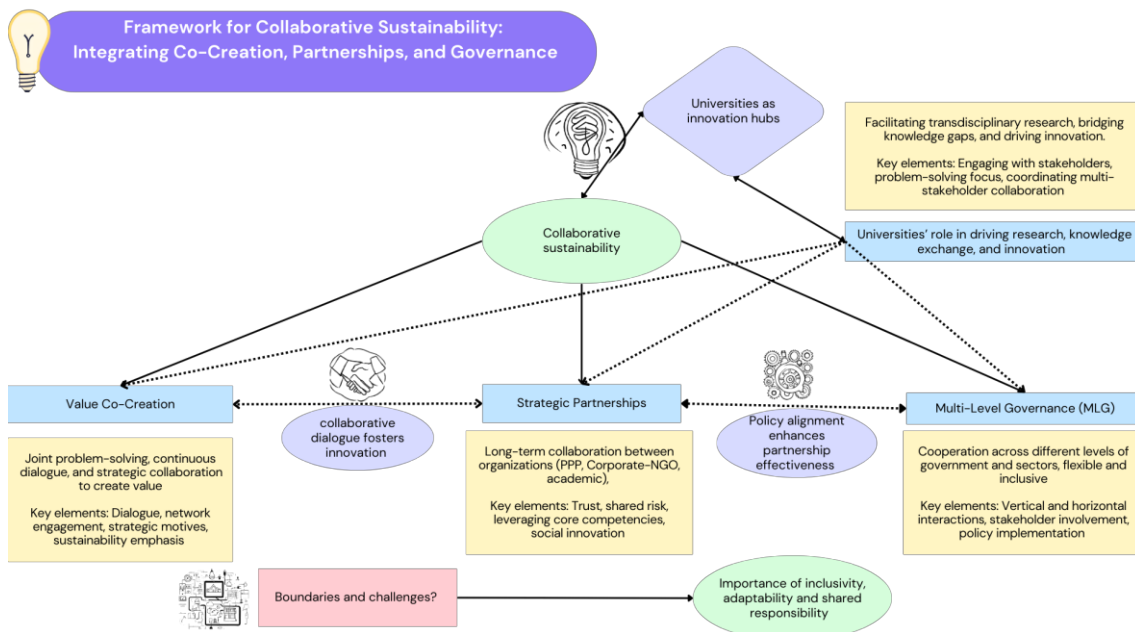 Framework for Collaborative Sustainability:
Integrating Co-Creation, Partnerships, and Governance
Universities as
innovation hubs
Facilitating transdisciplinary research, bridging
knowledge gaps, and driving innovation.
Key elements: Engaging with stakeholders,
problem-solving focus, coordinating multi-
stakeholder collaboration
Collaborative
sustainability
Universities' role in driving research, knowledge
exchange, and innovation
Value Co-Creation
collaborative
dialogue fosters
innovation
Strategic Partnerships
Policy alignment
enhances
partnership
effectiveness
Multi-Level Governance (MLG)
Joint problem-solving, continuous
dialogue, and strategic collaboration
to create value
Key elements: Dialogue, network
engagement, strategic motives,
sustainability emphasis
Long-term collaboration between
organizations (PPP, Corporate-NGO,
academic),
Key elements: Trust, shared risk,
leveraging core competencies,
social innovation
Cooperation across different levels of
government and sectors, flexible and
inclusive
Key elements: Vertical and horizontal
interactions, stakeholder involvement,
policy implementation
Boundaries and challenges?
Importance of inclusivity,
adaptability and shared
responsibility